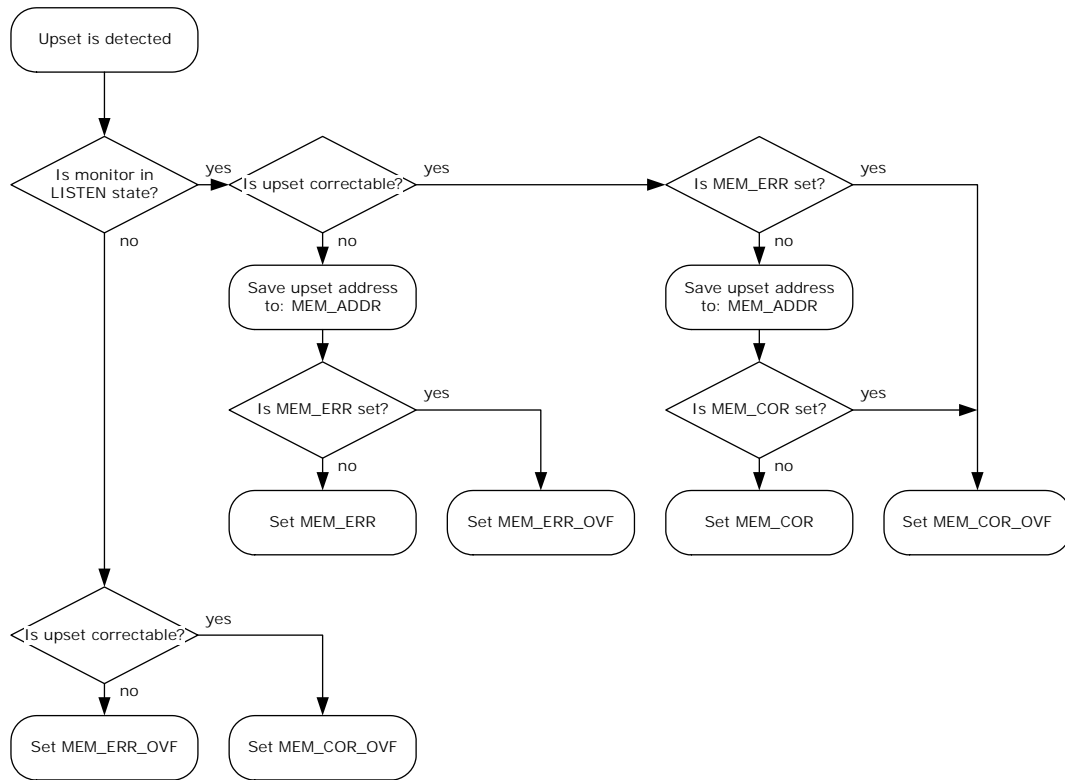 Upset is detected
Is monitor in
LISTEN state?
yes
Is upset correctable?
yes
Is MEM_ERR set?
yes
no
no
no
Save upset address
to: MEM_ADDR
Save upset address
to: MEM_ADDR
Is MEM_ERR set?
yes
Is MEM_COR set?
yes
no
no
Set MEM_ERR
Set MEM_ERR_OVF
Set MEM_COR
Set MEM_COR_OVF
Is upset correctable?
yes
no
Set MEM_ERR_OVF
Set MEM_COR_OVF